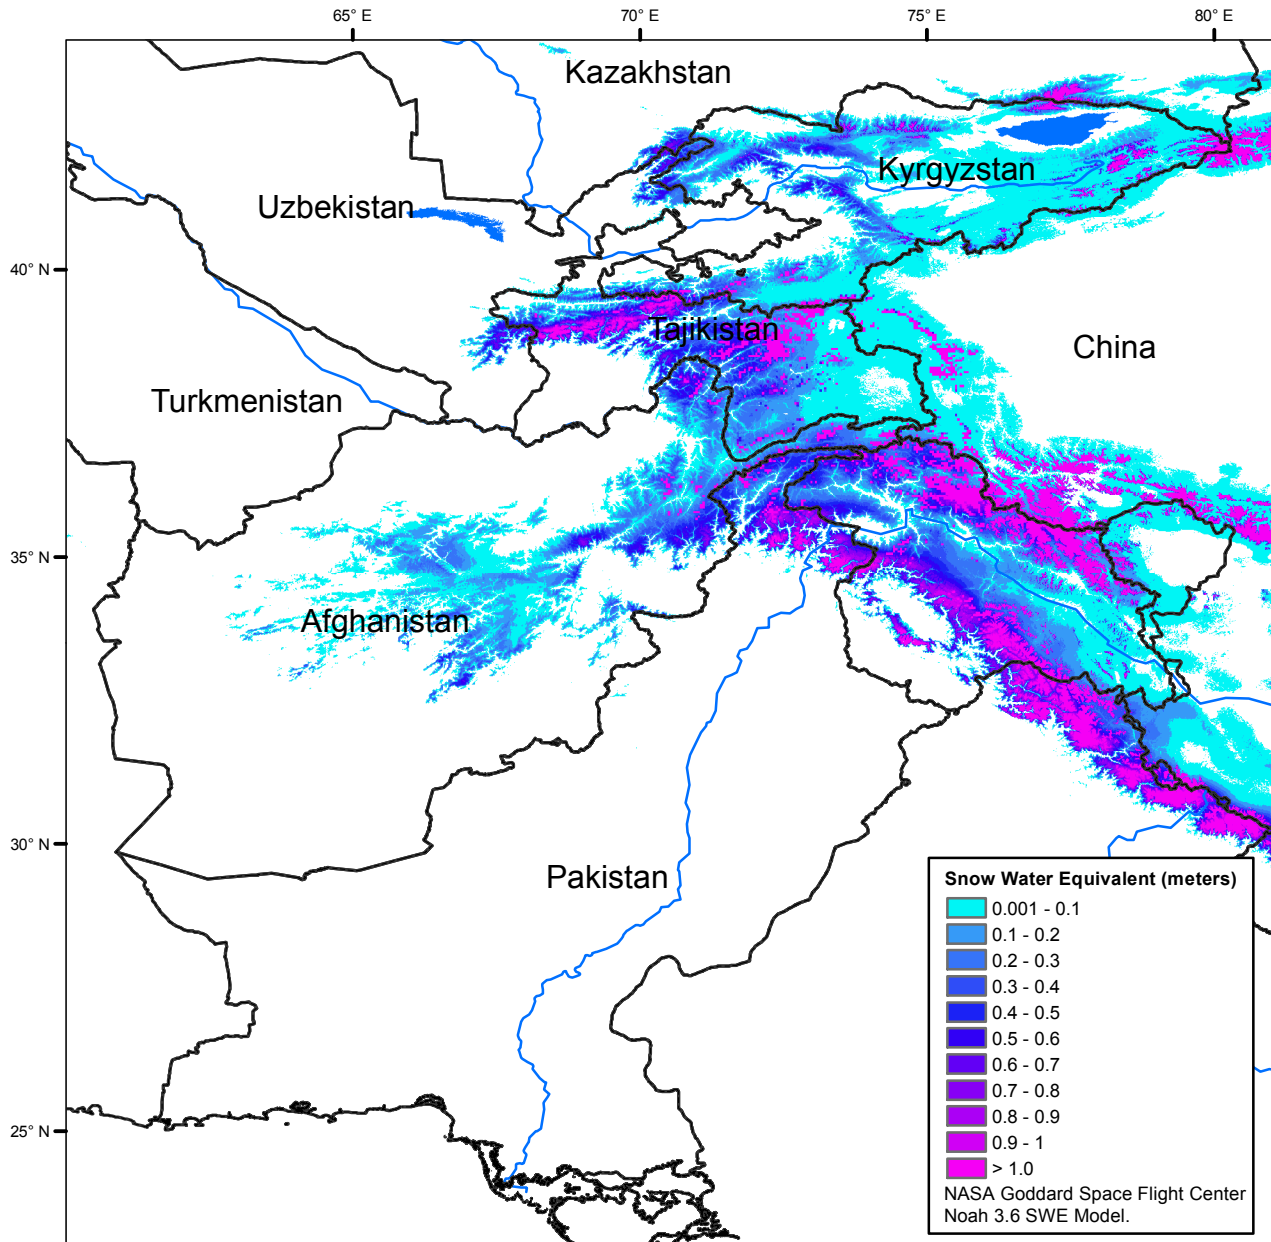 65° E
70° E
75° E
80° E
Kazakhstan
Kyrgyzstan
Uzbekistan
40° N
Tajikistan
China
Turkmenistan
35° N
Afghanistan
30° N
Pakistan
25° N
Snow Water Equivalent (meters)
0.001 - 0.1
0.1 - 0.2
0.2 - 0.3
0.3 - 0.4
0.4 - 0.5
0.5 - 0.6
0.6 - 0.7
0.7 - 0.8
0.8 - 0.9
0.9 - 1
> 1.0
NASA Goddard Space Flight Center
Noah 3.6 SWE Model.